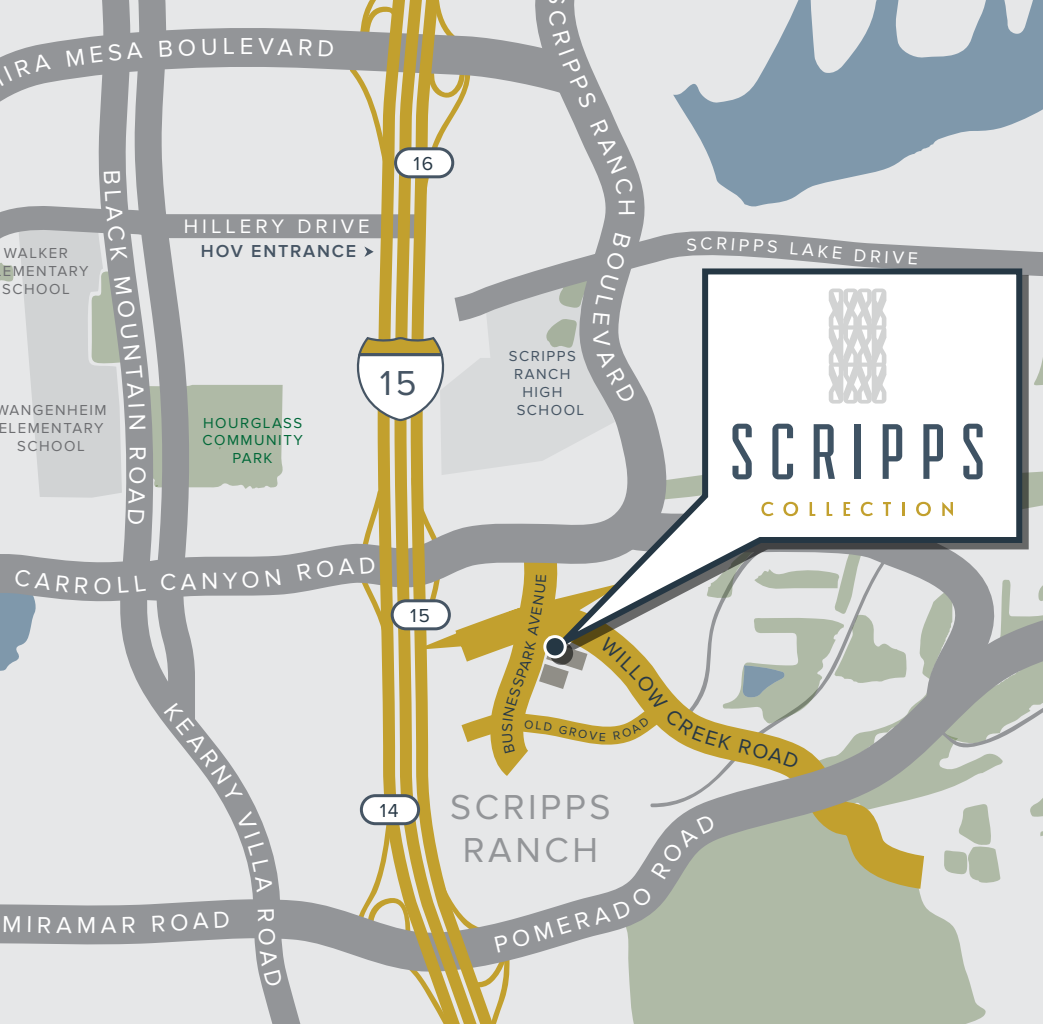 MIRA MESA BOULEVARD
SCRIPPS RANCH BOULEVARD
16
BLACK MOUNTAIN ROAD
HILLERY DRIVE
HOV ENTRANCE
SCRIPPS LAKE DRIVE
WALKER
ELEMENTARY
SCHOOL
15
SCRIPPS
RANCH
HIGH
SCHOOL
WANGENHEIM
ELEMENTARY
SCHOOL
HOURGLASS
COMMUNITY
PARK
SCRIPPS
COLLECTION
CARROLL CANYON ROAD
15
BUSINESSPARK AVENUE
WILLOW CREEK ROAD
OLD GROVE ROAD
KEARNY VILLA ROAD
14
SCRIPPS
RANCH
MIRAMAR ROAD
POMERADO ROAD